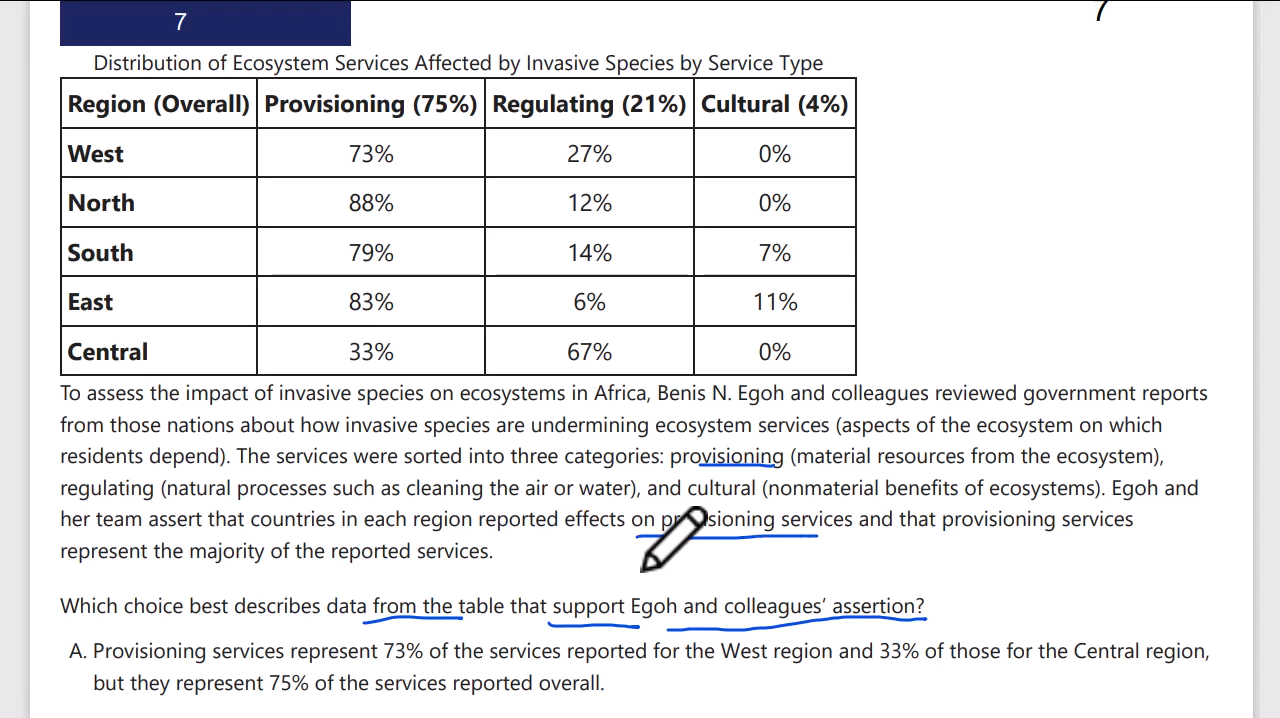 7
7
Distribution of Ecosystem Services Affected by Invasive Species by Service Type
Region (Overall) Provisioning (75%) Regulating (21%) Cultural (4%)
West 73% 27% 0%
North 88% 12% 0%
South 79% 14% 7%
East 83% 6% 11%
Central 33% 67% 0%
To assess the impact of invasive species on ecosystems in Africa, Benis N. Egoh and colleagues reviewed government reports
from those nations about how invasive species are undermining ecosystem services (aspects of the ecosystem on which
residents depend). The services were sorted into three categories: provisioning (material resources from the ecosystem),
regulating (natural processes such as cleaning the air or water), and cultural (nonmaterial benefits of ecosystems). Egoh and
her team assert that countries in each region reported effects on provisioning services and that provisioning services
represent the majority of the reported services.
Which choice best describes data from the table that support Egoh and colleagues’ assertion?
A. Provisioning services represent 73% of the services reported for the West region and 33% of those for the Central region,
but they represent 75% of the services reported overall.